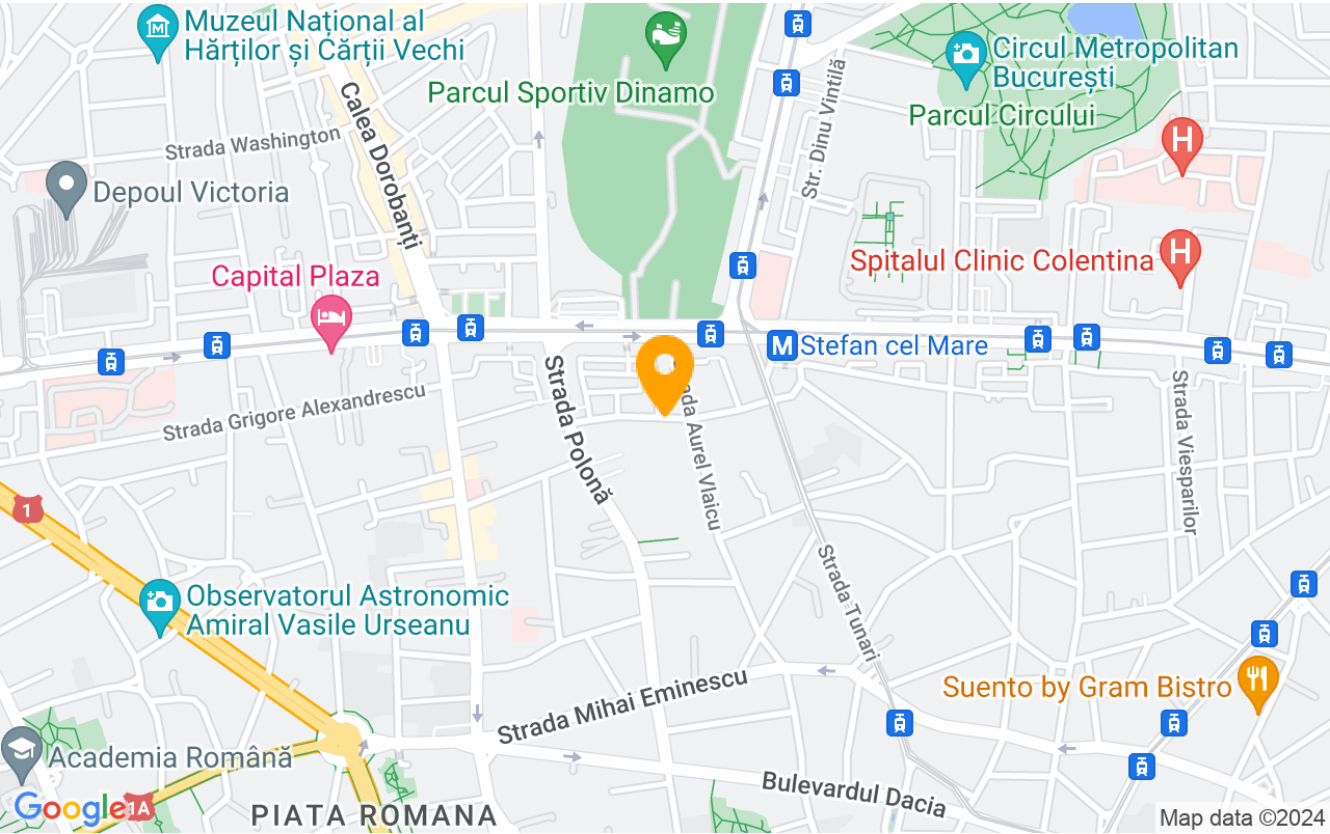 Muzeul Național al
Hărților și Cărții Vechi
Circul Metropolitan
București
Parcul Sportiv Dinamo
Parcul Circului
Calea Dorobanți
Str. Dinu Vintilă
Strada Washington
H
Depoul Victoria
Spitalul Clinic Colentina
H
Capital Plaza
M
Stefan cel Mare
Strada Grigore Alexandrescu
Strada Polonă
Aurel Vlaicu
Strada Viesparilor
1
Strada Tunari
Observatorul Astronomic
Amiral Vasile Urseanu
Suento by Gram Bistro
Strada Mihai Eminescu
Academia Română
Bulevardul Dacia
Google
1A
PIATA ROMANA
Map data ©2024